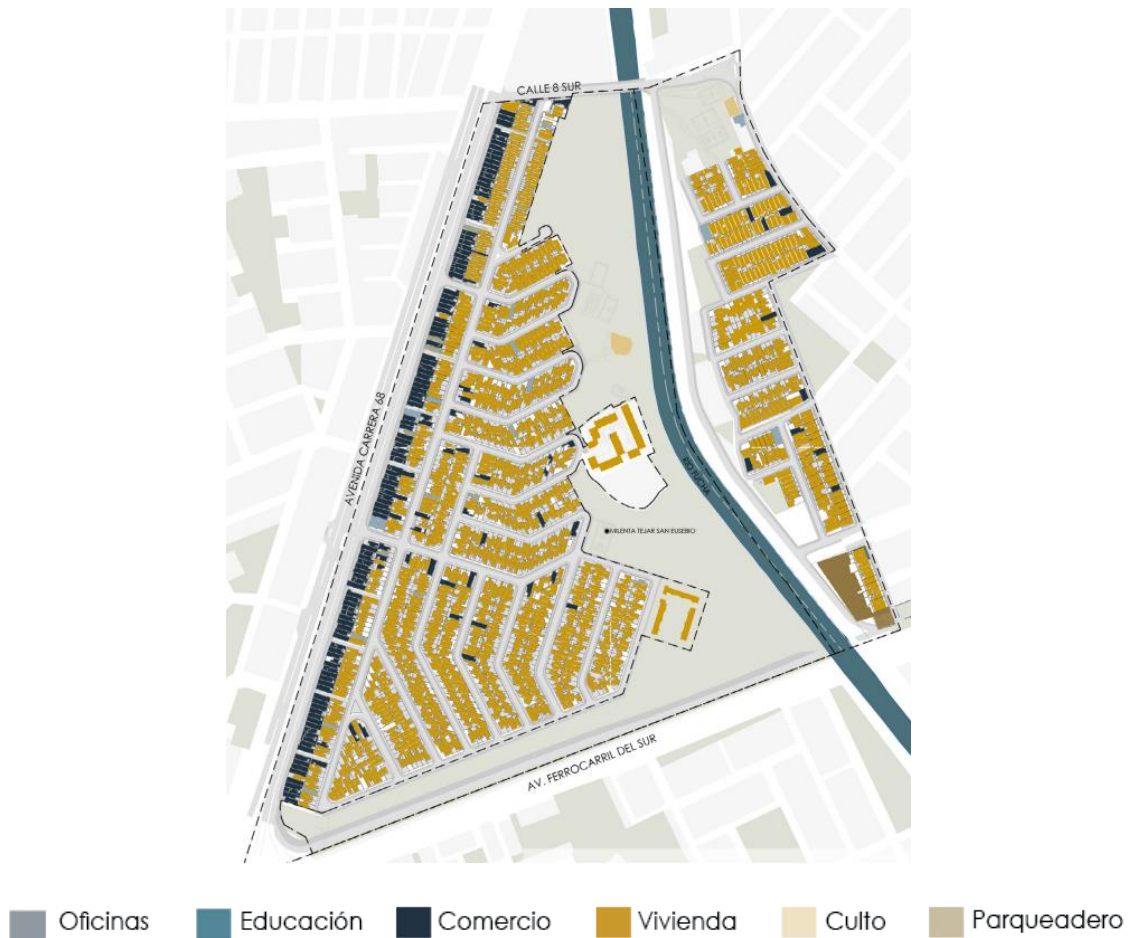 CALLE 8 SUR
AVENIDA CARRERA 68
RIO FUCHA
MILENTA TEJAR SAN EUSEBIO
AV. FERROCARRIL DEL SUR
Oficinas Educación Comercio Vivienda Culto Parqueadero